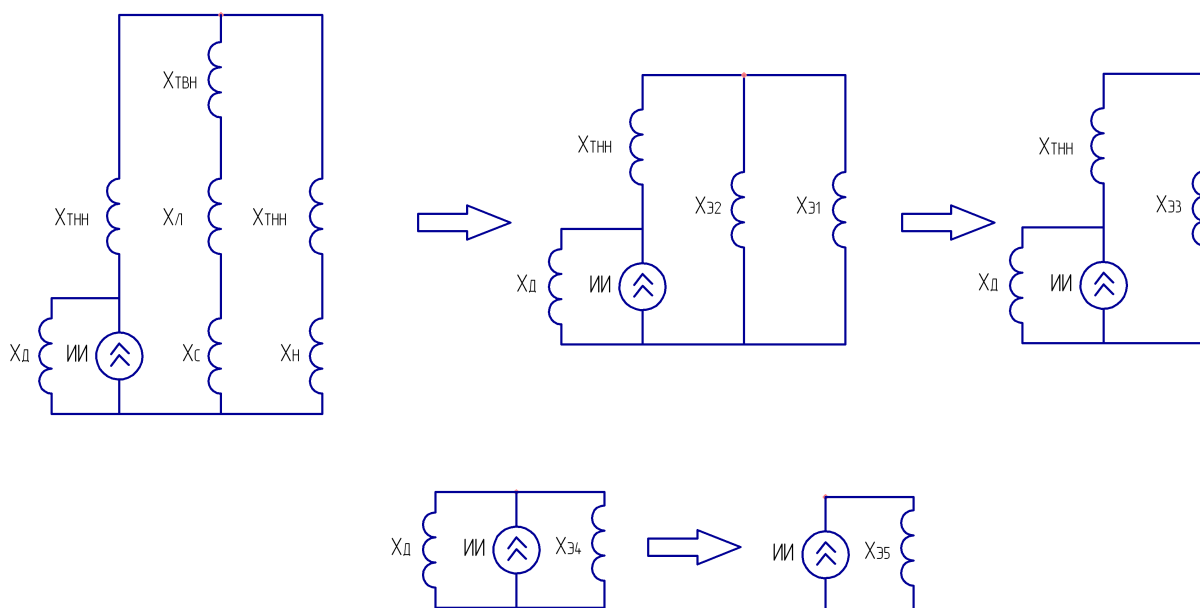 Xтвн
Xтнн
Xл
Xтнн
Xд
ИИ
Xс
Xн
Xтнн
Xэ2
Xэ1
Xд
ИИ
Xтнн
Xэ3
Xд
ИИ
Xд
ИИ
Xэ4
ИИ
Xэ5